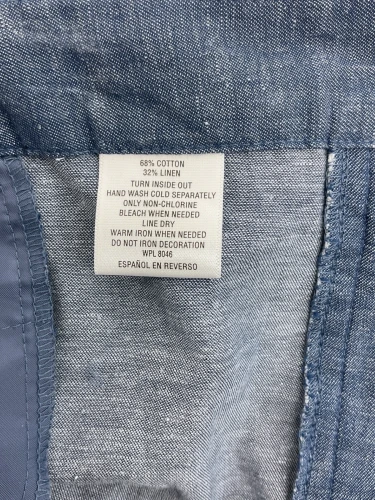 68% COTTON
32% LINEN
TURN INSIDE OUT
HAND WASH COLD SEPARATELY
ONLY NON-CHLORINE
BLEACH WHEN NEEDED
LINE DRY
WARM IRON WHEN NEEDED
DO NOT IRON DECORATION
WPL 8046
ESPAÑOL EN REVERSO